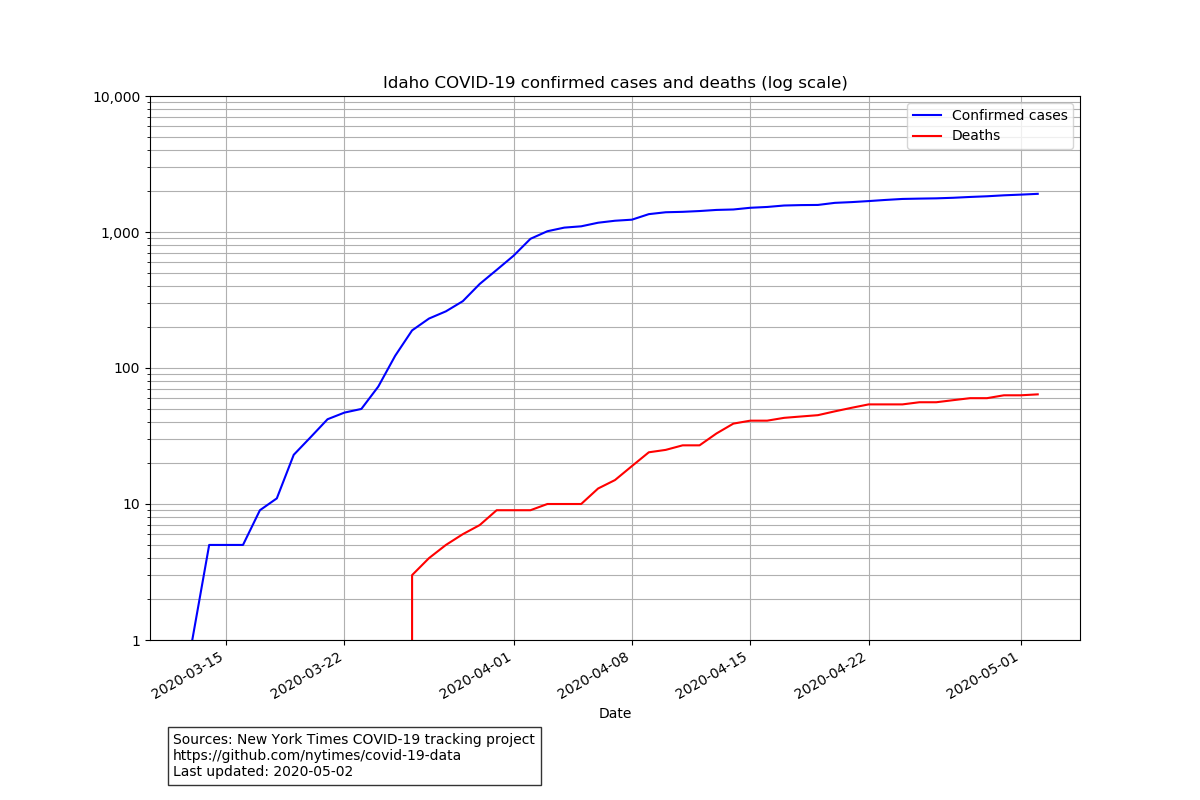 Idaho COVID-19 confirmed cases and deaths (log scale)
10,000
1,000
100
10
1
Confirmed cases
Deaths
2020-03-15
2020-03-22
2020-04-01
2020-04-08
2020-04-15
2020-04-22
2020-05-01
Date
Sources: New York Times COVID-19 tracking project
https://github.com/nytimes/covid-19-data
Last updated: 2020-05-02